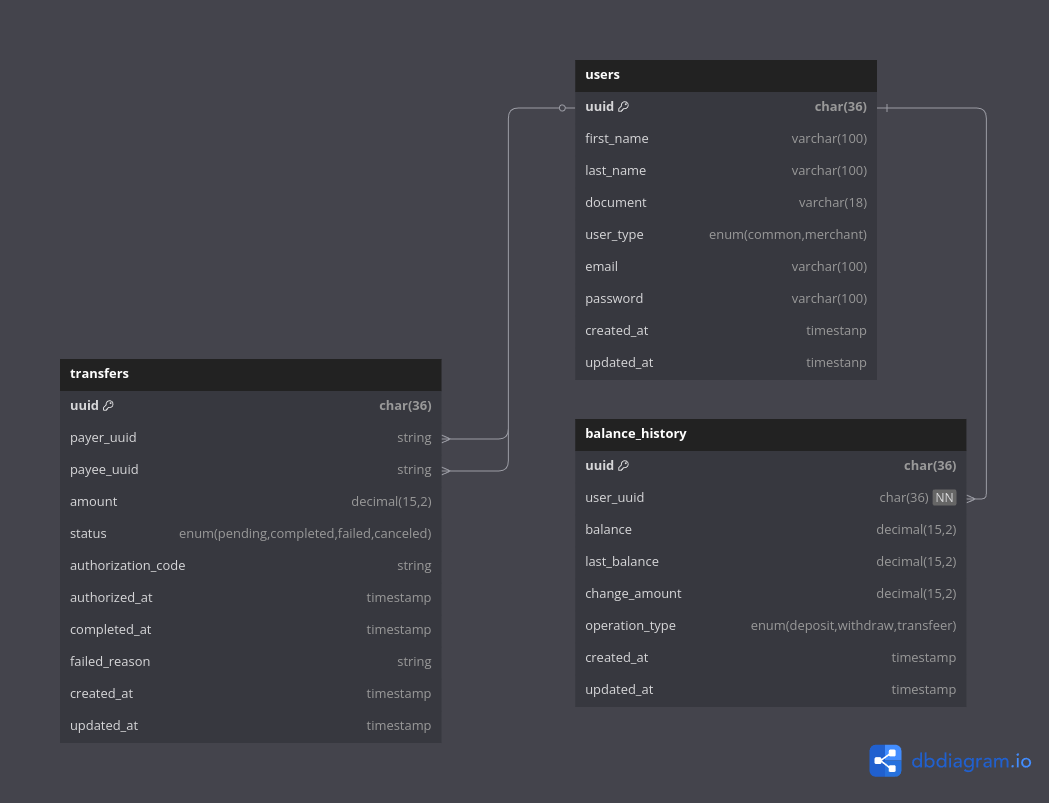 users
uuid char(36)
first_name varchar(100)
last_name varchar(100)
document varchar(18)
user_type enum(common,merchant)
email varchar(100)
password varchar(100)
created_at timestanp
updated_at timestanp
transfers
uuid char(36)
payer_uuid string
payee_uuid string
amount decimal(15,2)
status enum(pending,completed,failed,canceled)
authorization_code string
authorized_at timestamp
completed_at timestamp
failed_reason string
created_at timestamp
updated_at timestamp
balance_history
uuid char(36)
user_uuid char(36) NN
balance decimal(15,2)
last_balance decimal(15,2)
change_amount decimal(15,2)
operation_type enum(deposit,withdraw,transfeer)
created_at timestamp
updated_at timestamp
dbdiagram.io